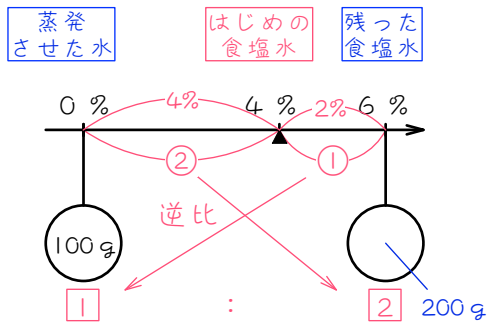 蒸発
させた水
はじめの
食塩水
残った
食塩水
0 %
4 %
6 %
4%
2%
②
①
逆比
100g
1 : 2
200g